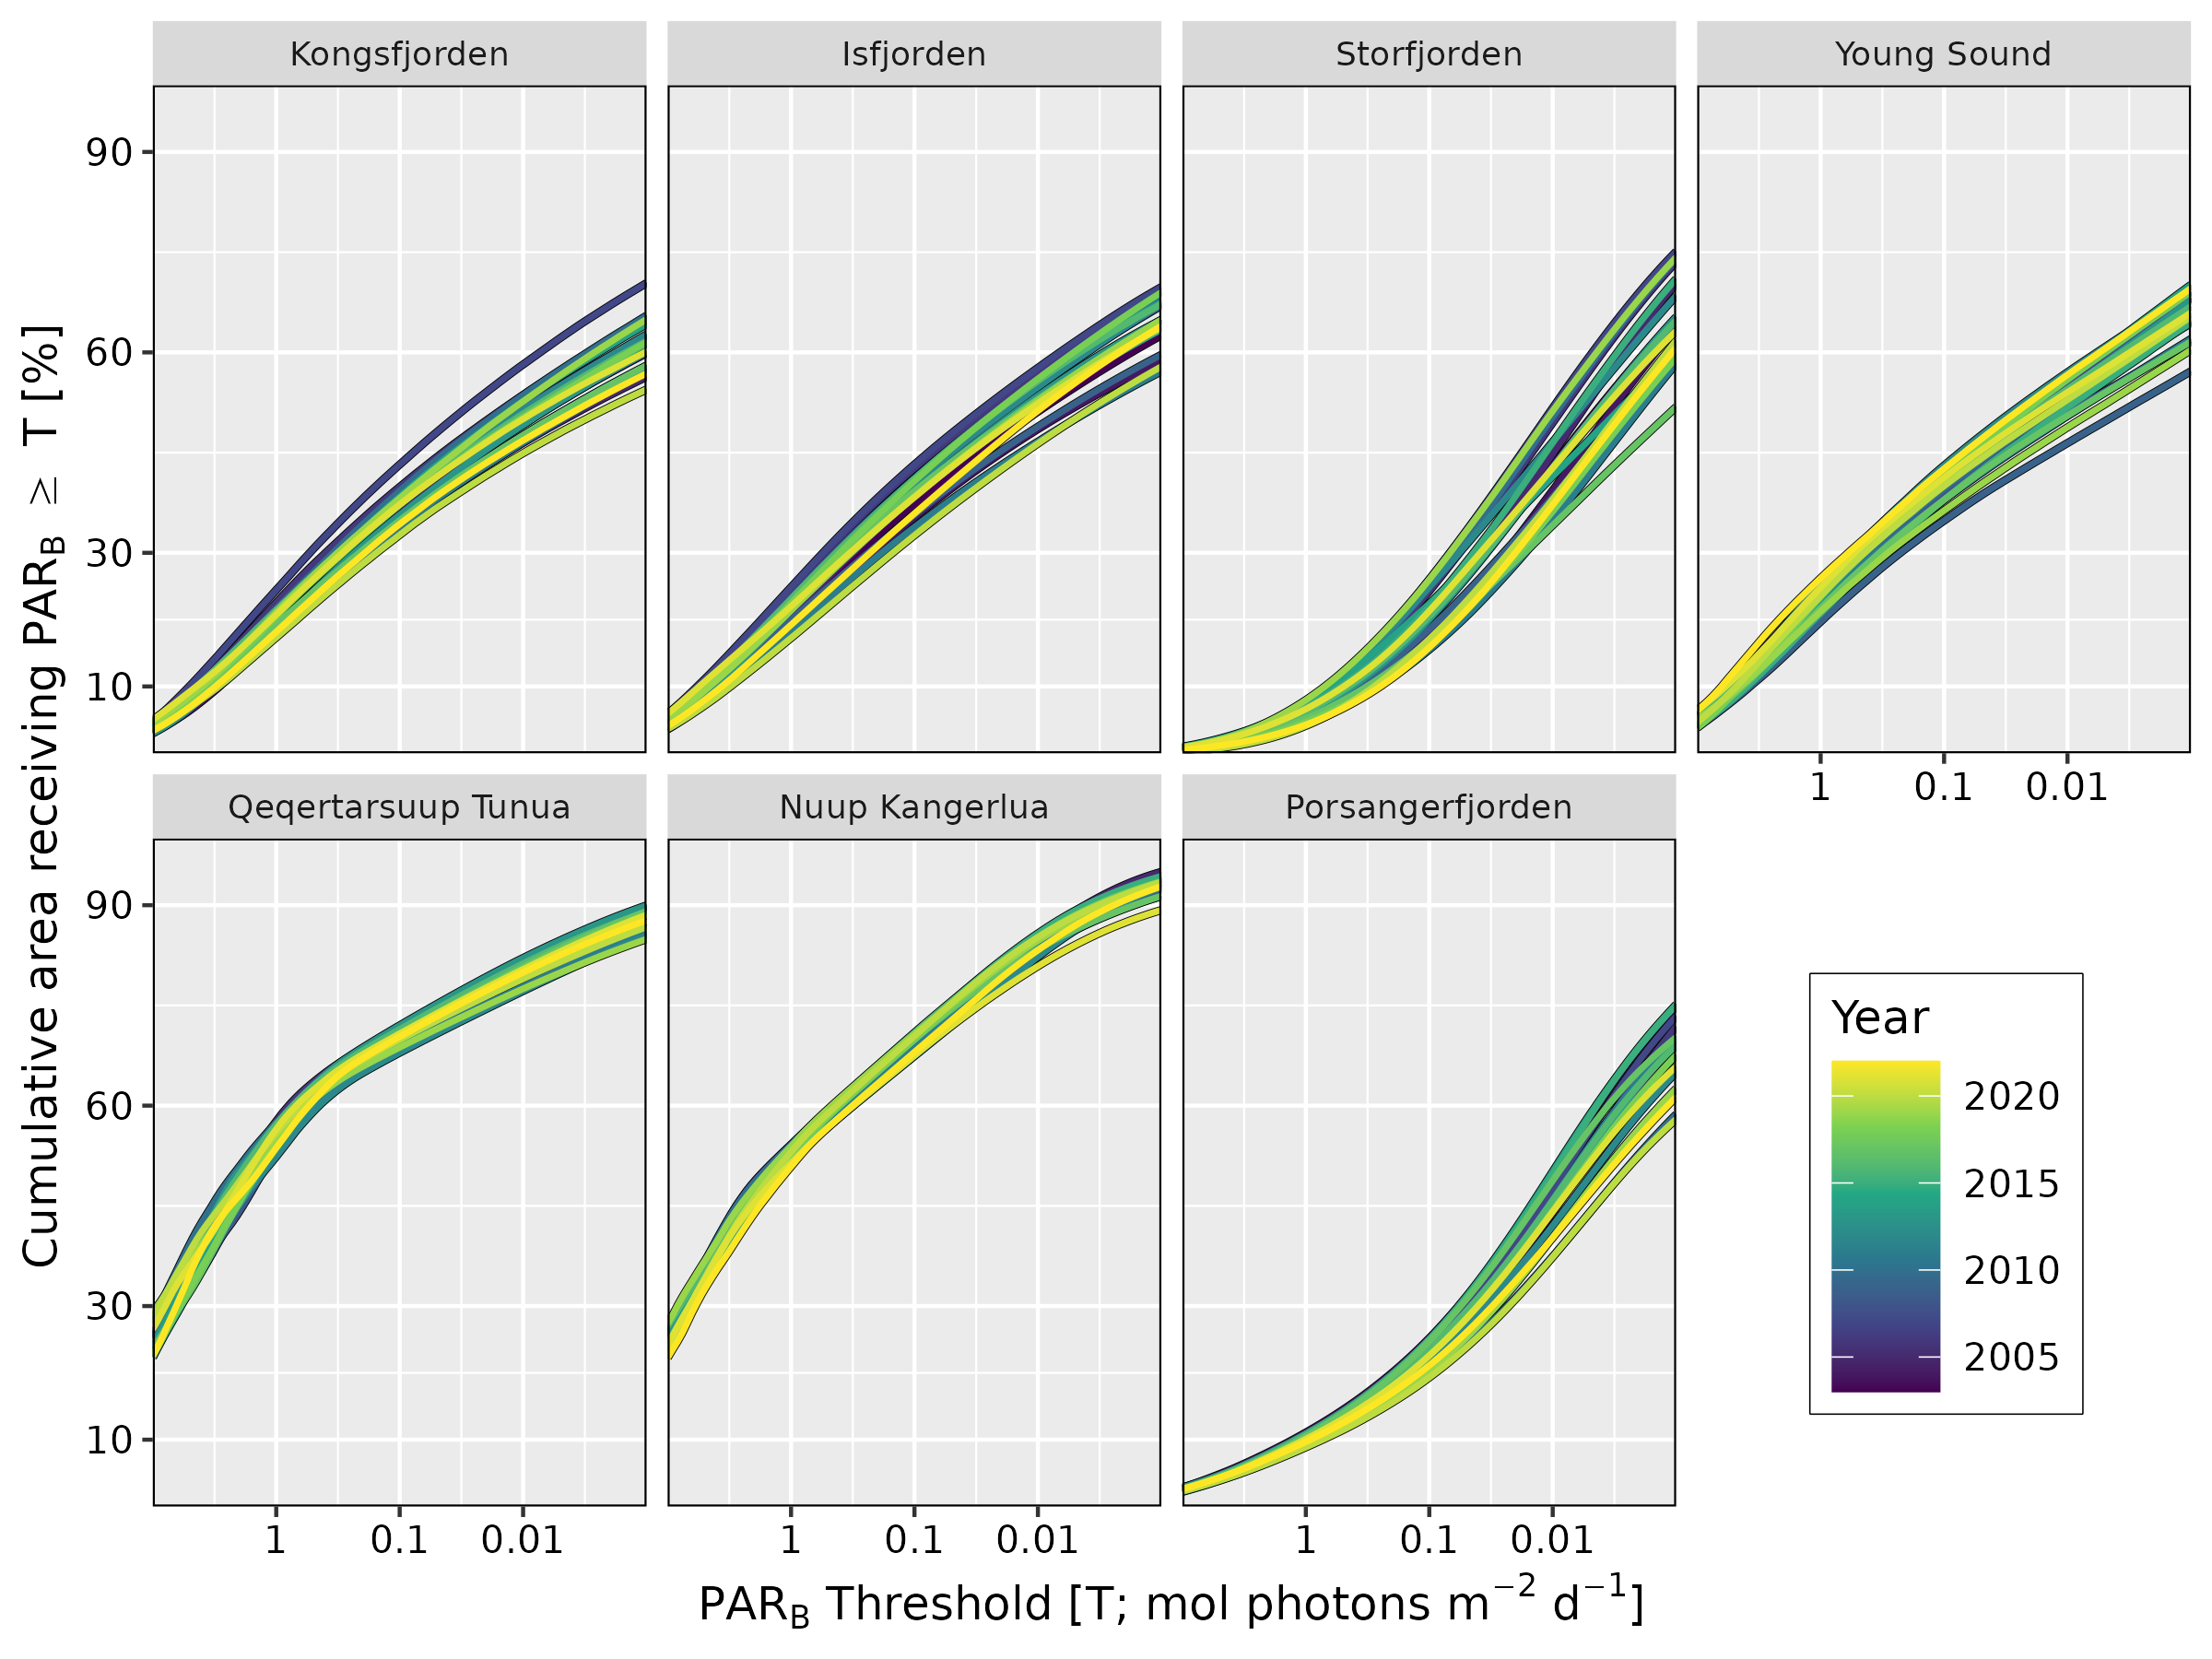 Kongsfjorden Isfjorden Storfjorden Young Sound
90
60
30
10
1 0.1 0.01
Cumulative area receiving PAR_B ≥ T [%]
Qeqertarsuup Tunua Nuup Kangerlua Porsangerfjorden
90
60
30
10
1 0.1 0.01 1 0.1 0.01 1 0.1 0.01
Year
2020
2015
2010
2005
PAR_B Threshold [T; mol photons m⁻² d⁻¹]